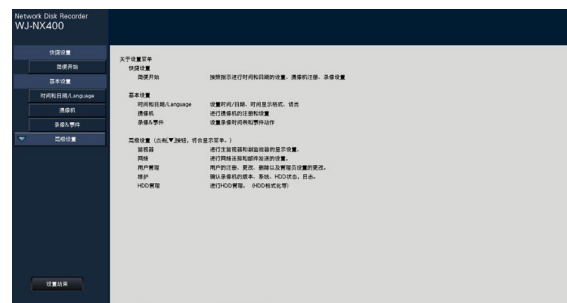 Network Disk Recorder
WJ-NX400
快捷设置
简便开始
基本设置
时间和日期/Language
摄像机
录像&事件
高级设置
设置结束
关于设置菜单
快捷设置
简便开始 按照指示进行时间和日期的设置、摄像机注册、录像设置
基本设置
时间和日期/Language 设置时间/日期、时间显示格式、语言
摄像机 进行摄像机的注册和设置
录像&事件 设置录像时间表和事件动作
高级设置（点击[▼]按钮，将会显示菜单。）
监视器 进行主监视器和副监视器的显示设置。
网络 进行网络连接和邮件发送的设置。
用户管理 用户的注册、更改、删除以及管理员设置的更改。
维护 确认录像机的版本、系统、HDD状态、日志。
HDD管理 进行HDD管理。（HDD格式化等）